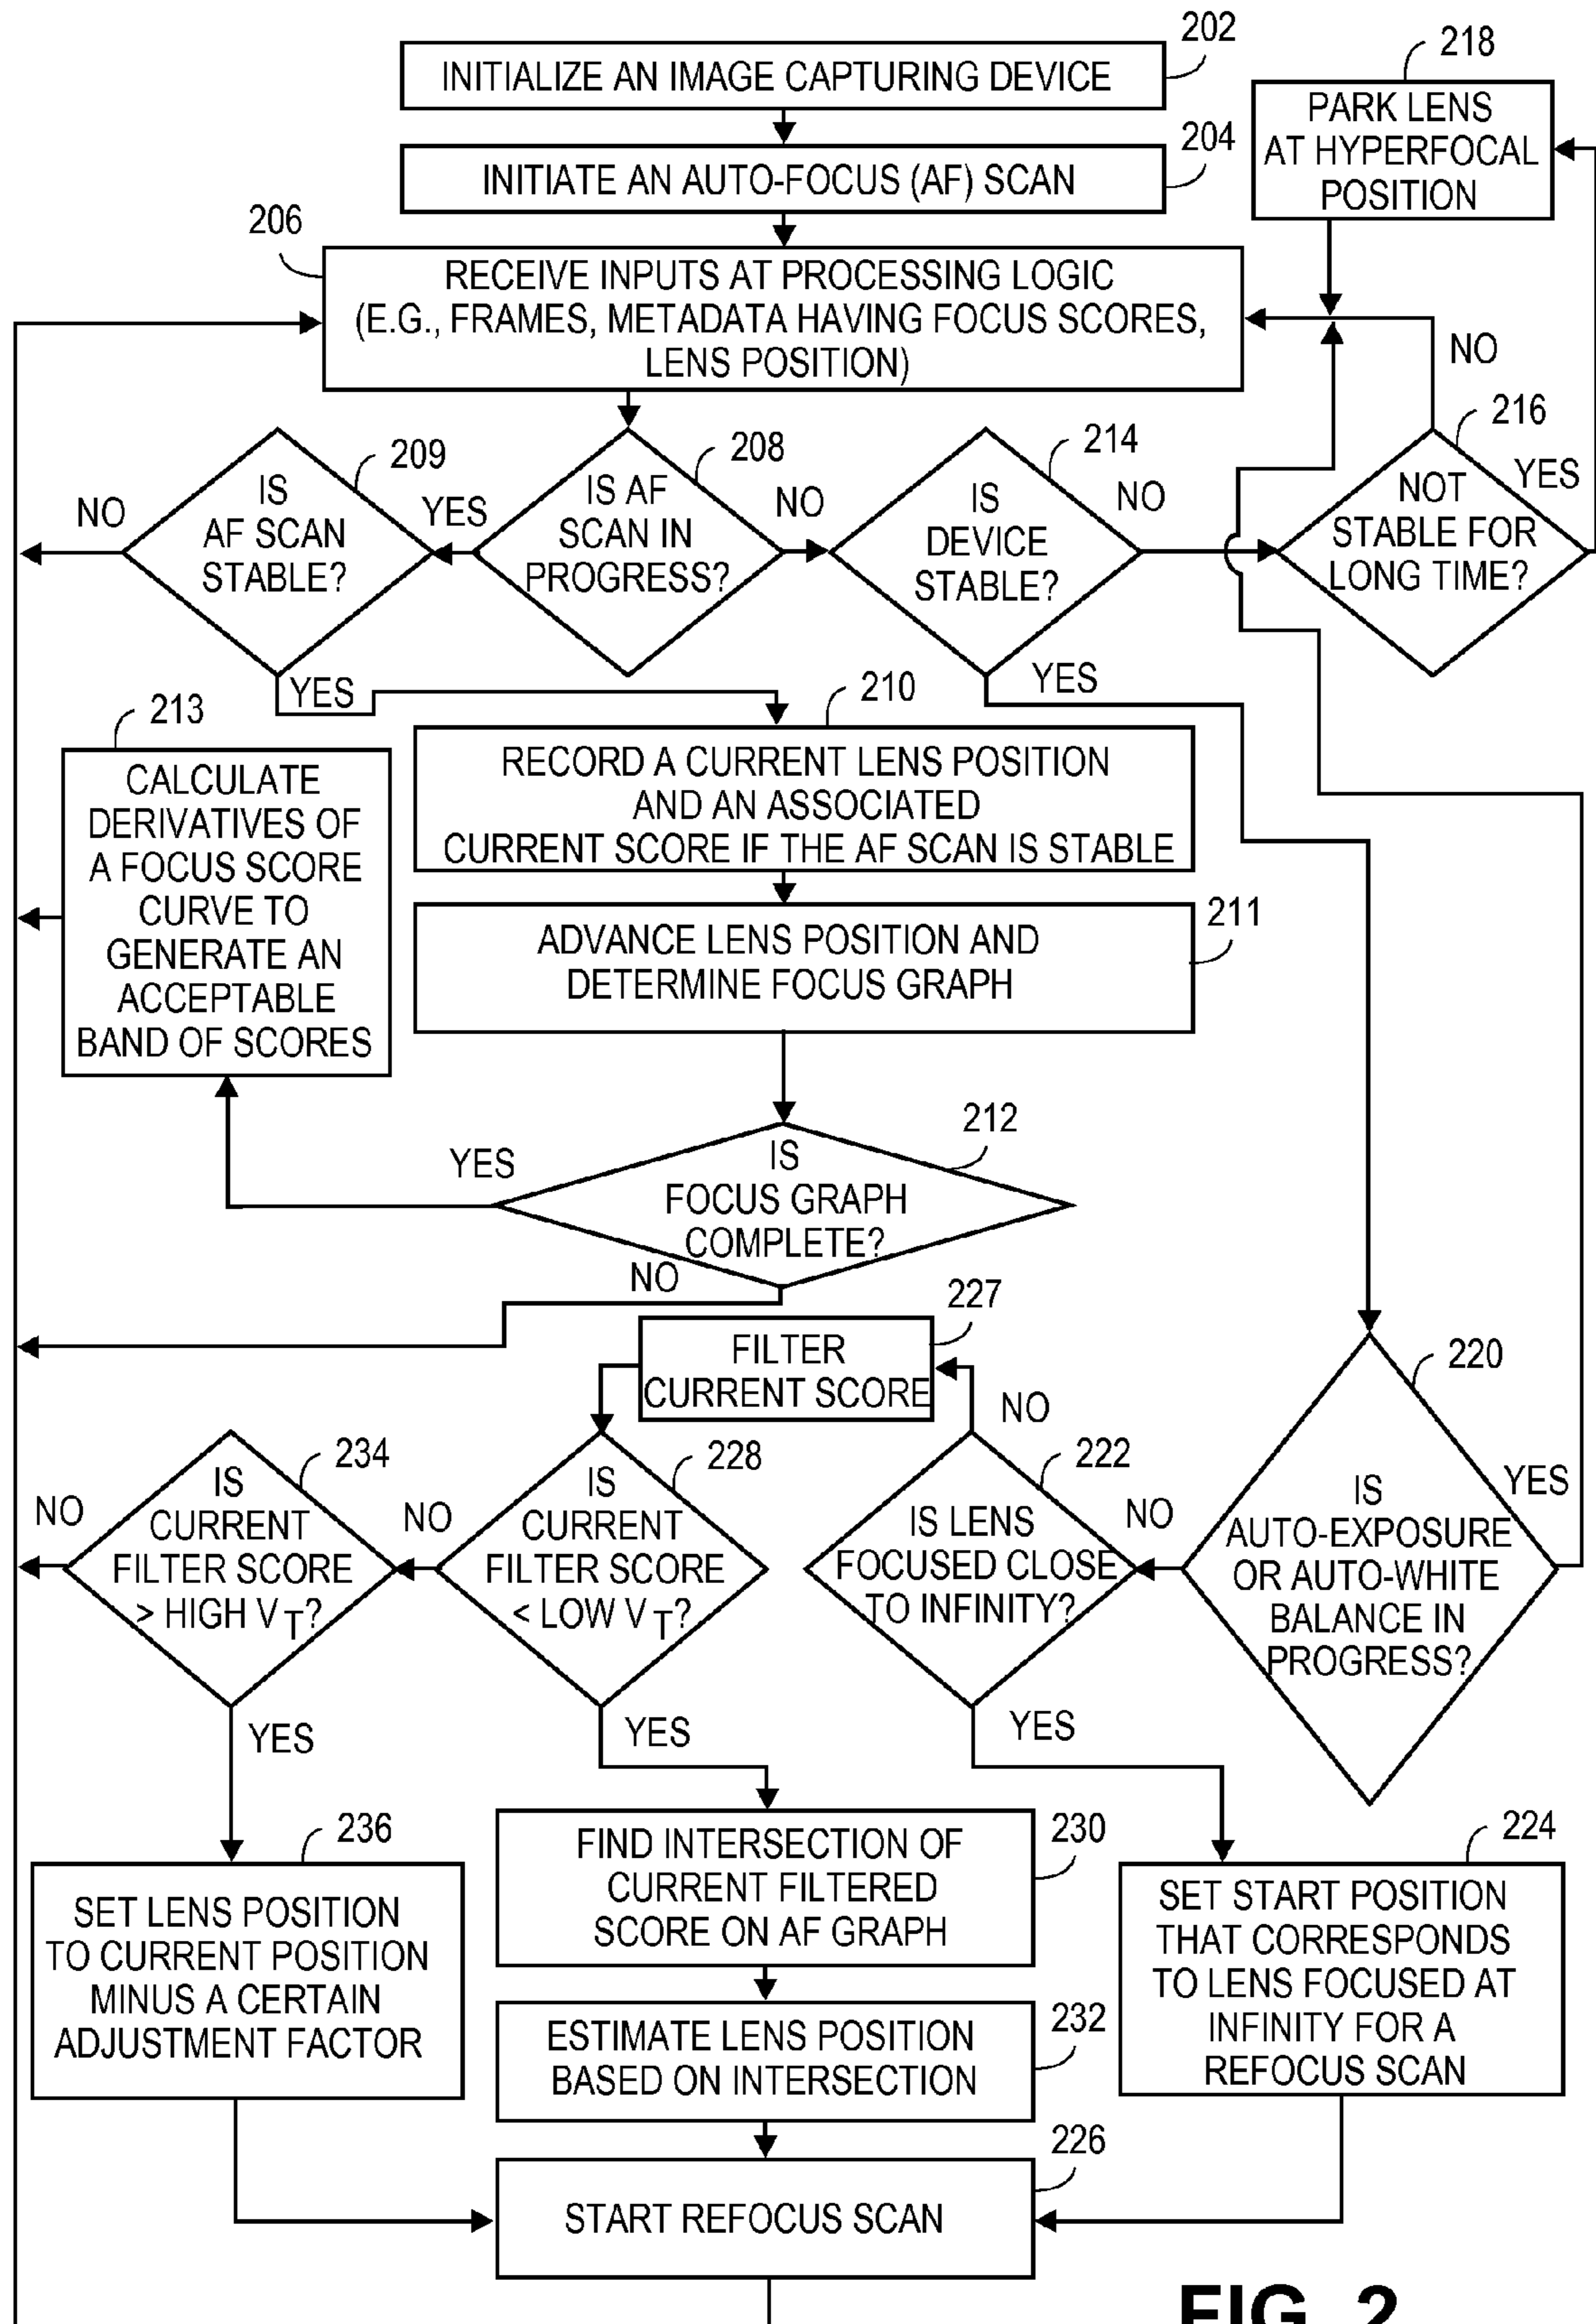 202
INITIALIZE AN IMAGE CAPTURING DEVICE
204
INITIATE AN AUTO-FOCUS (AF) SCAN
218
PARK LENS
AT HYPERFOCAL
POSITION
206
RECEIVE INPUTS AT PROCESSING LOGIC
(E.G., FRAMES, METADATA HAVING FOCUS SCORES,
LENS POSITION)
209
IS
AF SCAN
STABLE?
NO
YES
YES
208
IS AF
SCAN IN
PROGRESS?
NO
214
IS
DEVICE
STABLE?
NO
YES
216
NOT
STABLE FOR
LONG TIME?
NO
YES
213
CALCULATE
DERIVATIVES OF
A FOCUS SCORE
CURVE TO
GENERATE AN
ACCEPTABLE
BAND OF SCORES
210
RECORD A CURRENT LENS POSITION
AND AN ASSOCIATED
CURRENT SCORE IF THE AF SCAN IS STABLE
211
ADVANCE LENS POSITION AND
DETERMINE FOCUS GRAPH
212
IS
FOCUS GRAPH
COMPLETE?
YES
NO
227
FILTER
CURRENT SCORE
220
IS
AUTO-EXPOSURE
OR AUTO-WHITE
BALANCE IN
PROGRESS?
YES
NO
222
IS LENS
FOCUSED CLOSE
TO INFINITY?
NO
YES
228
IS
CURRENT
FILTER SCORE
< LOW VT?
NO
YES
234
IS
CURRENT
FILTER SCORE
> HIGH VT?
NO
YES
236
SET LENS POSITION
TO CURRENT POSITION
MINUS A CERTAIN
ADJUSTMENT FACTOR
230
FIND INTERSECTION OF
CURRENT FILTERED
SCORE ON AF GRAPH
232
ESTIMATE LENS POSITION
BASED ON INTERSECTION
224
SET START POSITION
THAT CORRESPONDS
TO LENS FOCUSED AT
INFINITY FOR A
REFOCUS SCAN
226
START REFOCUS SCAN
FIG. 2